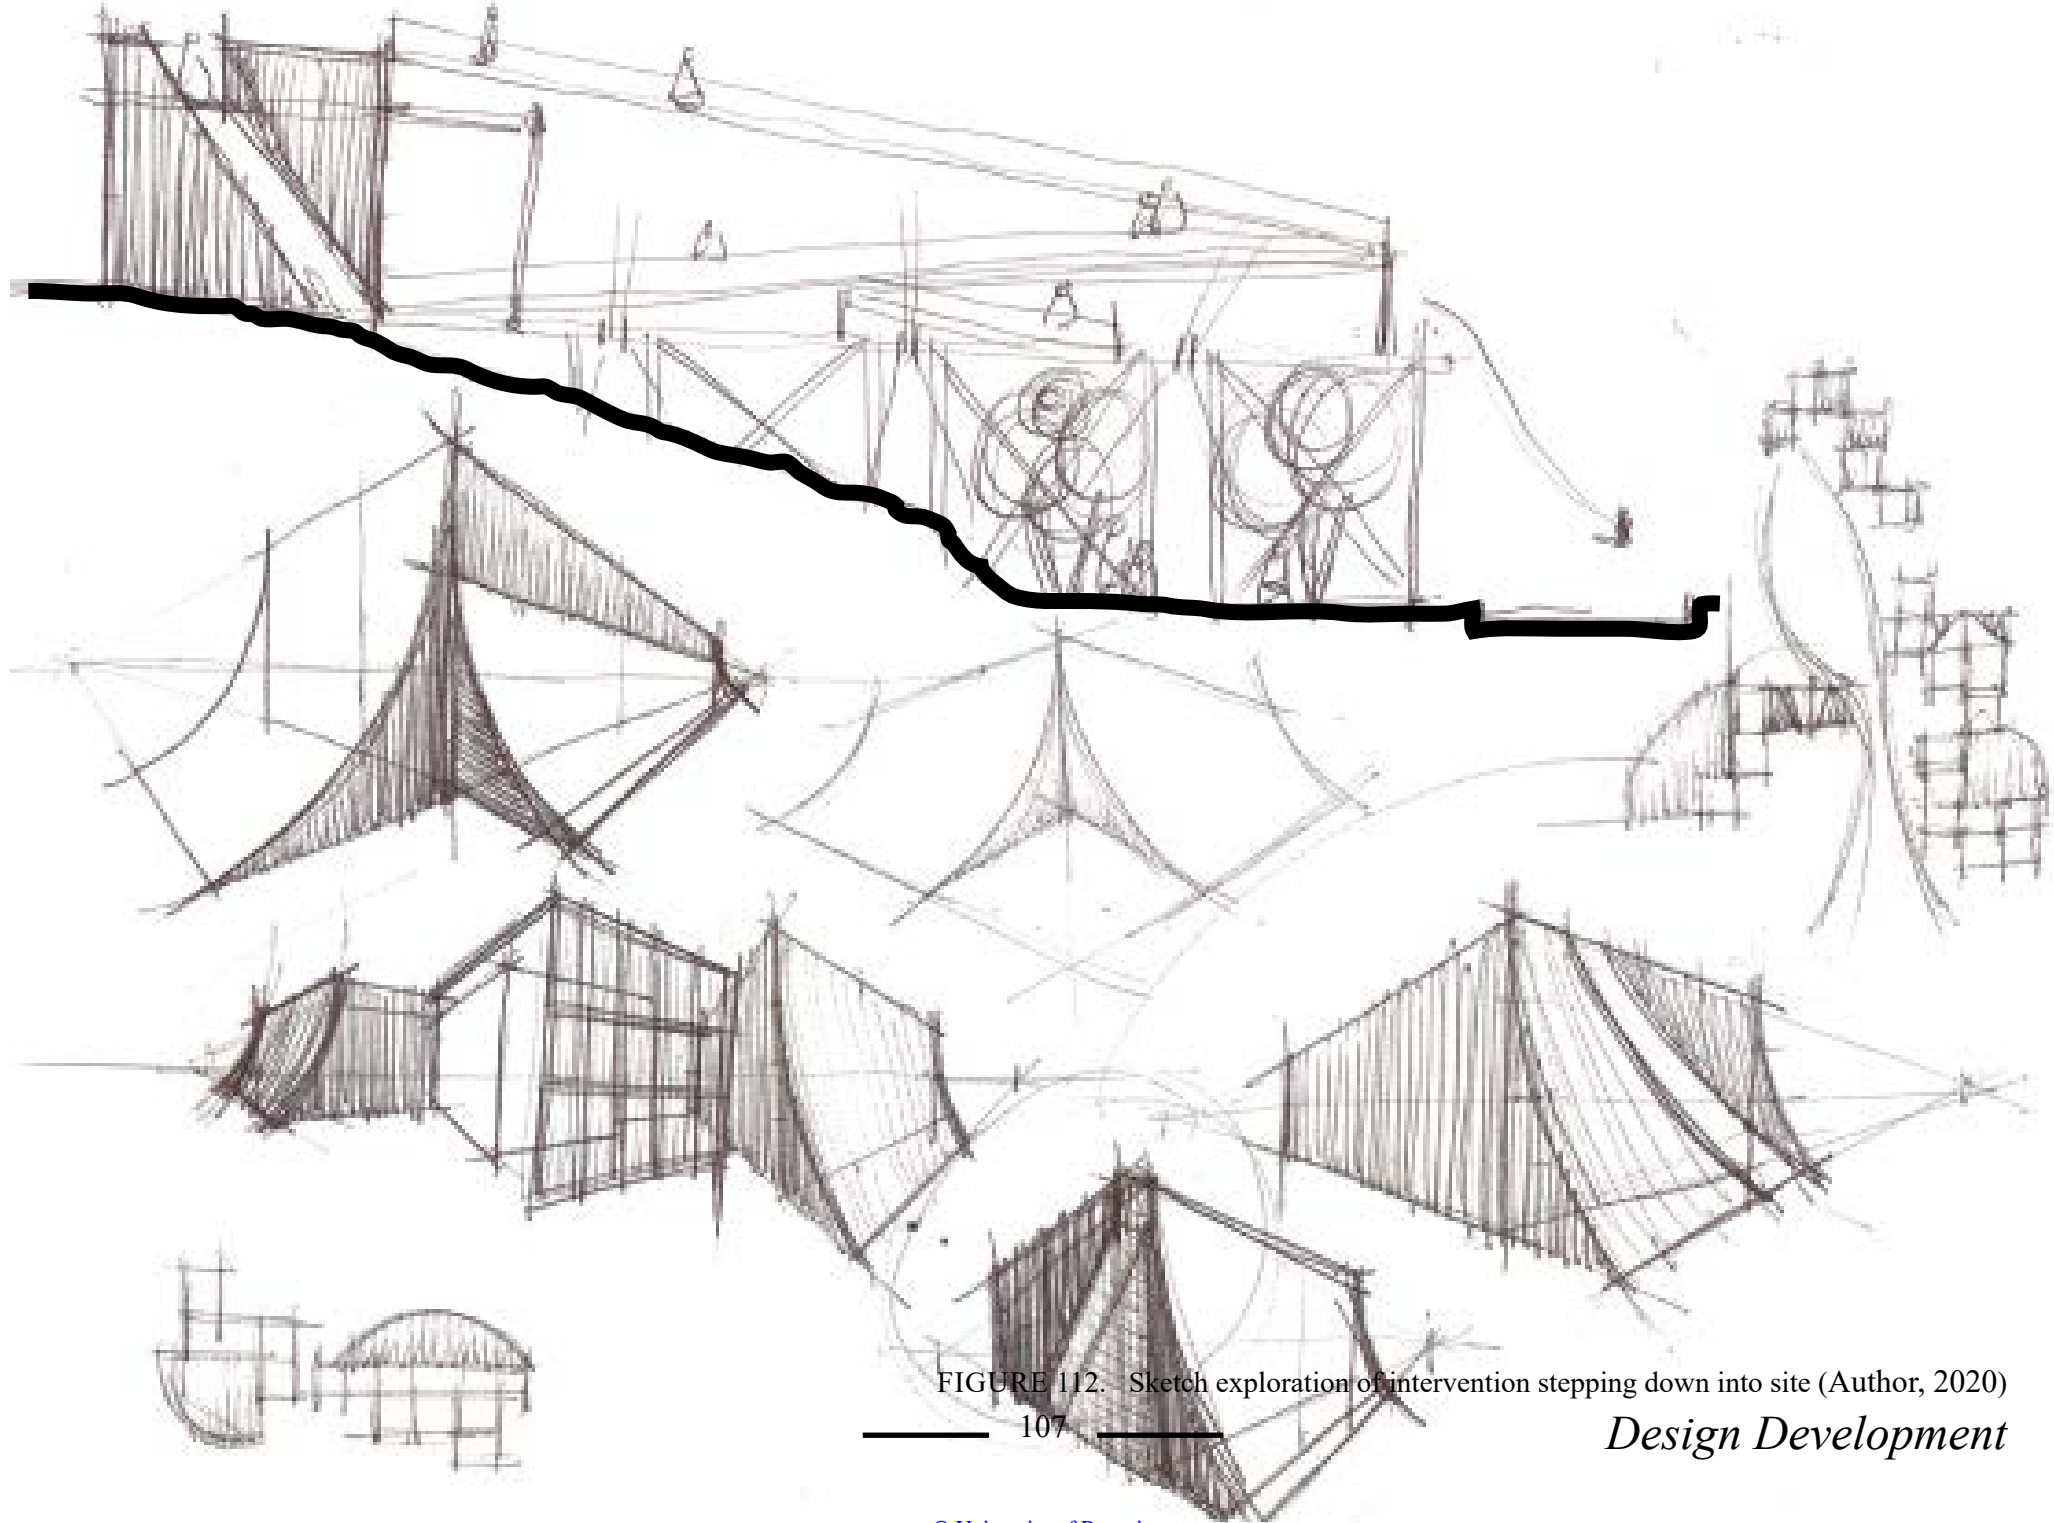 FIGURE 112. Sketch exploration of intervention stepping down into site (Author, 2020)
107
Design Development